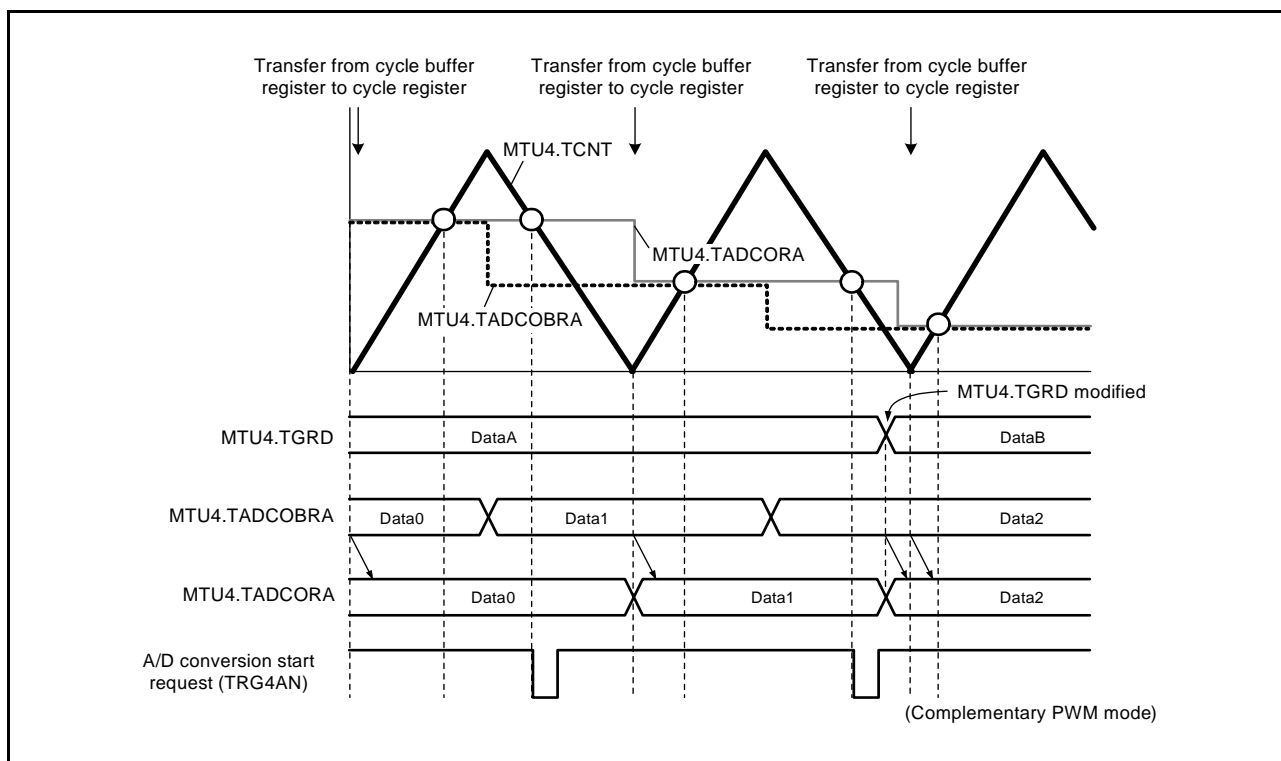 Transfer from cycle buffer
register to cycle register
Transfer from cycle buffer
register to cycle register
Transfer from cycle buffer
register to cycle register
MTU4.TCNT
MTU4.TADCORA
MTU4.TADCOBRA
MTU4.TGRD modified
MTU4.TGRD
DataA
DataB
MTU4.TADCOBRA
Data0
Data1
Data2
MTU4.TADCORA
Data0
Data1
Data2
A/D conversion start
request (TRG4AN)
(Complementary PWM mode)